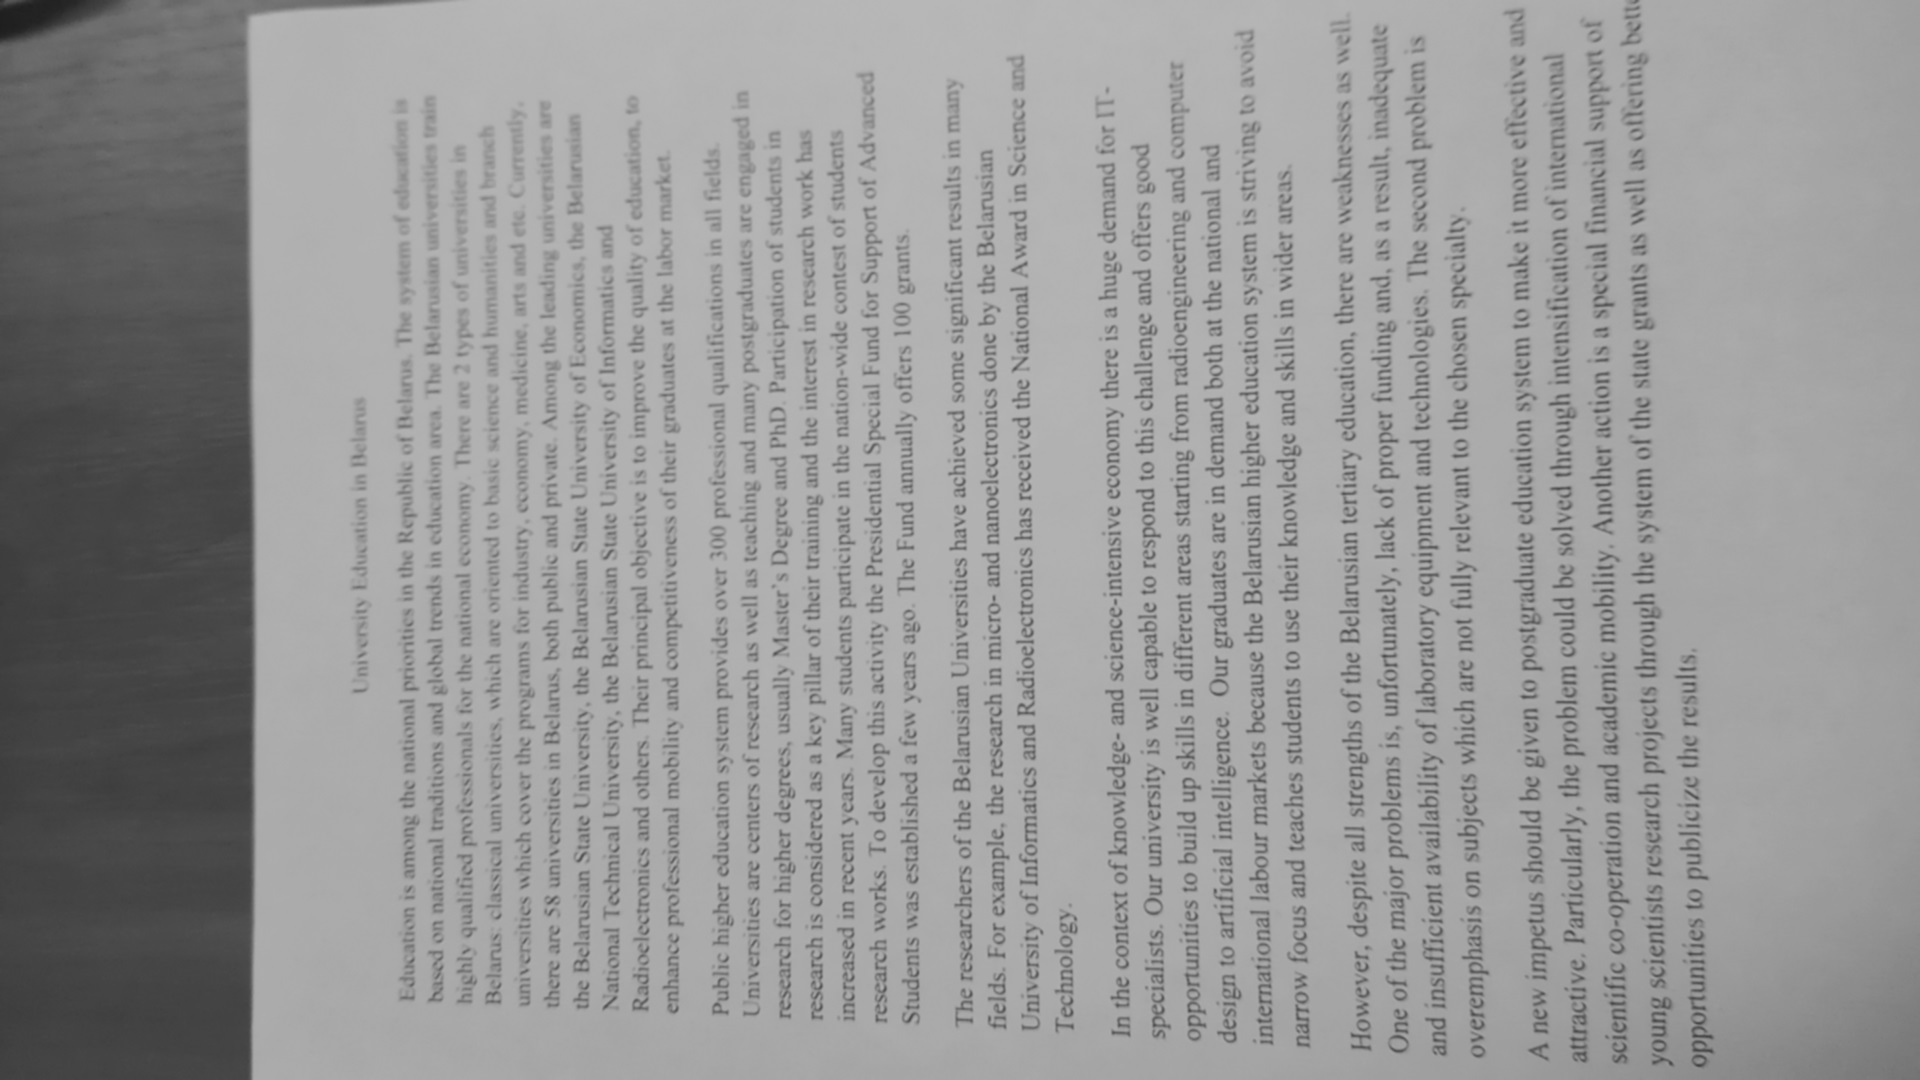 University Education in Belarus
Education is among the national priorities in the Republic of Belarus. The system of education is
based on national traditions and global trends in education area. The Belarusian universities train
highly qualified professionals for the national economy. There are 2 types of universities in
Belarus: classical universities, which are oriented to basic science and humanities and branch
universities which cover the programs for industry, economy, medicine, arts and etc. Currently,
there are 58 universities in Belarus, both public and private. Among the leading universities are
the Belarusian State University, the Belarusian State University of Economics, the Belarusian
National Technical University, the Belarusian State University of Informatics and
Radioelectronics and others. Their principal objective is to improve the quality of education, to
enhance professional mobility and competitiveness of their graduates at the labor market.
Public higher education system provides over 300 professional qualifications in all fields.
Universities are centers of research as well as teaching and many postgraduates are engaged in
research for higher degrees, usually Master's Degree and PhD. Participation of students in
research is considered as a key pillar of their training and the interest in research work has
increased in recent years. Many students participate in the nation-wide contest of students
research works. To develop this activity the Presidential Special Fund for Support of Advanced
Students was established a few years ago. The Fund annually offers 100 grants.
The researchers of the Belarusian Universities have achieved some significant results in many
fields. For example, the research in micro- and nanoelectronics done by the Belarusian
University of Informatics and Radioelectronics has received the National Award in Science and
Technology.
In the context of knowledge- and science-intensive economy there is a huge demand for IT-
specialists. Our university is well capable to respond to this challenge and offers good
opportunities to build up skills in different areas starting from radioengineering and computer
design to artificial intelligence. Our graduates are in demand both at the national and
international labour markets because the Belarusian higher education system is striving to avoid
narrow focus and teaches students to use their knowledge and skills in wider areas.
However, despite all strengths of the Belarusian tertiary education, there are weaknesses as well.
One of the major problems is, unfortunately, lack of proper funding and, as a result, inadequate
and insufficient availability of laboratory equipment and technologies. The second problem is
overemphasis on subjects which are not fully relevant to the chosen specialty.
A new impetus should be given to postgraduate education system to make it more effective and
attractive. Particularly, the problem could be solved through intensification of international
scientific co-operation and academic mobility. Another action is a special financial support of
young scientists research projects through the system of the state grants as well as offering
opportunities to publicize the results.